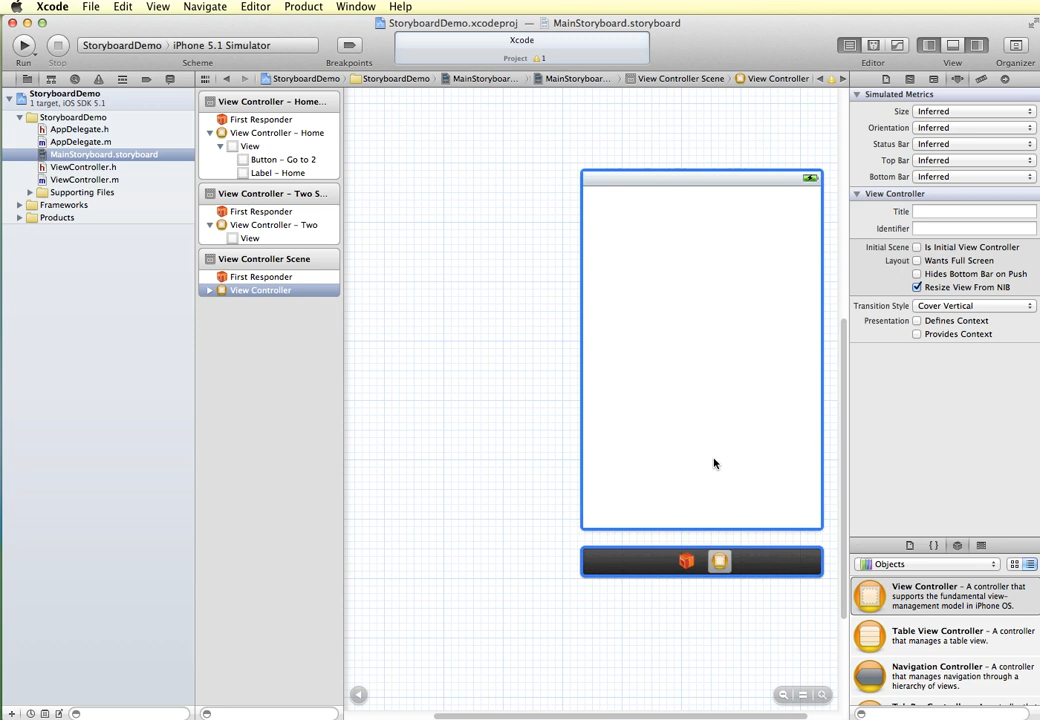 Xcode File Edit View Navigate Editor Product Window Help
StoryboardDemo.xcodeproj — MainStoryboard.storyboard
Run Stop
StoryboardDemo iPhone 5.1 Simulator
Scheme
Breakpoints
Xcode
Project 1
Editor
View
Organizer
StoryboardDemo
StoryboardDemo
MainStoryboar...
MainStoryboar...
View Controller Scene
View Controller
StoryboardDemo
1 target, iOS SDK 5.1
StoryboardDemo
AppDelegate.h
AppDelegate.m
MainStoryboard.storyboard
ViewController.h
ViewController.m
Supporting Files
Frameworks
Products
View Controller – Home...
First Responder
View Controller – Home
View
Button – Go to 2
Label – Home
View Controller – Two S...
First Responder
View Controller – Two
View
View Controller Scene
First Responder
View Controller
Simulated Metrics
Size Inferred
Orientation Inferred
Status Bar Inferred
Top Bar Inferred
Bottom Bar Inferred
View Controller
Title
Identifier
Initial Scene Is Initial View Controller
Layout Wants Full Screen
Hides Bottom Bar on Push
Resize View From NIB
Transition Style Cover Vertical
Presentation Defines Context
Provides Context
Objects
View Controller – A controller that
supports the fundamental view-
management model in iPhone OS.
Table View Controller – A controller
that manages a table view.
Navigation Controller – A controller
that manages navigation through a
hierarchy of views.